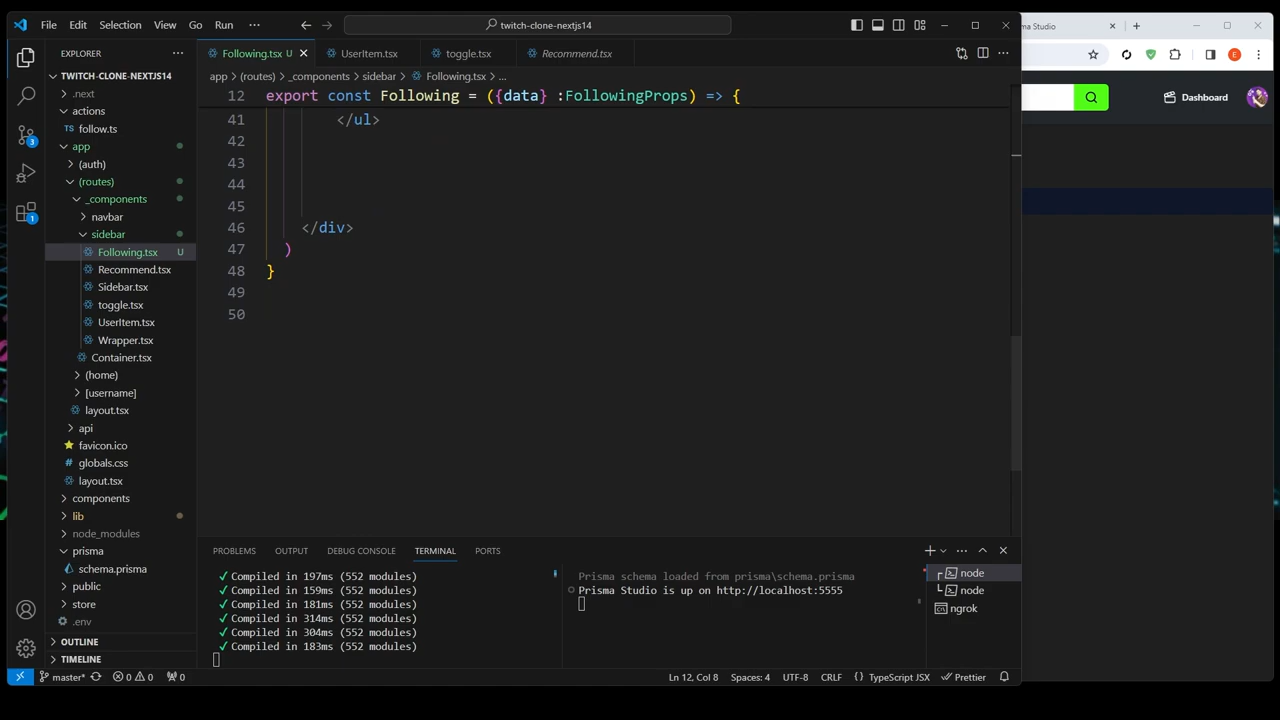 File Edit Selection View Go Run ··· twitch-clone-nextjs14
EXPLORER
Following.tsx U UserItem.tsx toggle.tsx Recommend.tsx
TWITCH-CLONE-NEXTJS14
.next
actions
follow.ts
app
(auth)
(routes)
_components
navbar
sidebar
Following.tsx U
Recommend.tsx
Sidebar.tsx
toggle.tsx
UserItem.tsx
Wrapper.tsx
Container.tsx
(home)
[username]
layout.tsx
api
favicon.ico
globals.css
layout.tsx
components
lib
node_modules
prisma
schema.prisma
public
store
.env
OUTLINE
TIMELINE
3
1
app > (routes) > _components > sidebar > Following.tsx > ...
12 export const Following = ({data} :FollowingProps) => {
41 </ul>
42
43
44
45
46 </div>
47 )
48 }
49
50
PROBLEMS OUTPUT DEBUG CONSOLE TERMINAL PORTS
✓ Compiled in 197ms (552 modules)
✓ Compiled in 159ms (552 modules)
✓ Compiled in 181ms (552 modules)
✓ Compiled in 314ms (552 modules)
✓ Compiled in 304ms (552 modules)
✓ Compiled in 183ms (552 modules)
Prisma schema loaded from prisma\schema.prisma
Prisma Studio is up on http://localhost:5555
node
node
ngrok
master* 0 0 0 Ln 12, Col 8 Spaces: 4 UTF-8 CRLF {} TypeScript JSX Prettier
Studio
E
Dashboard